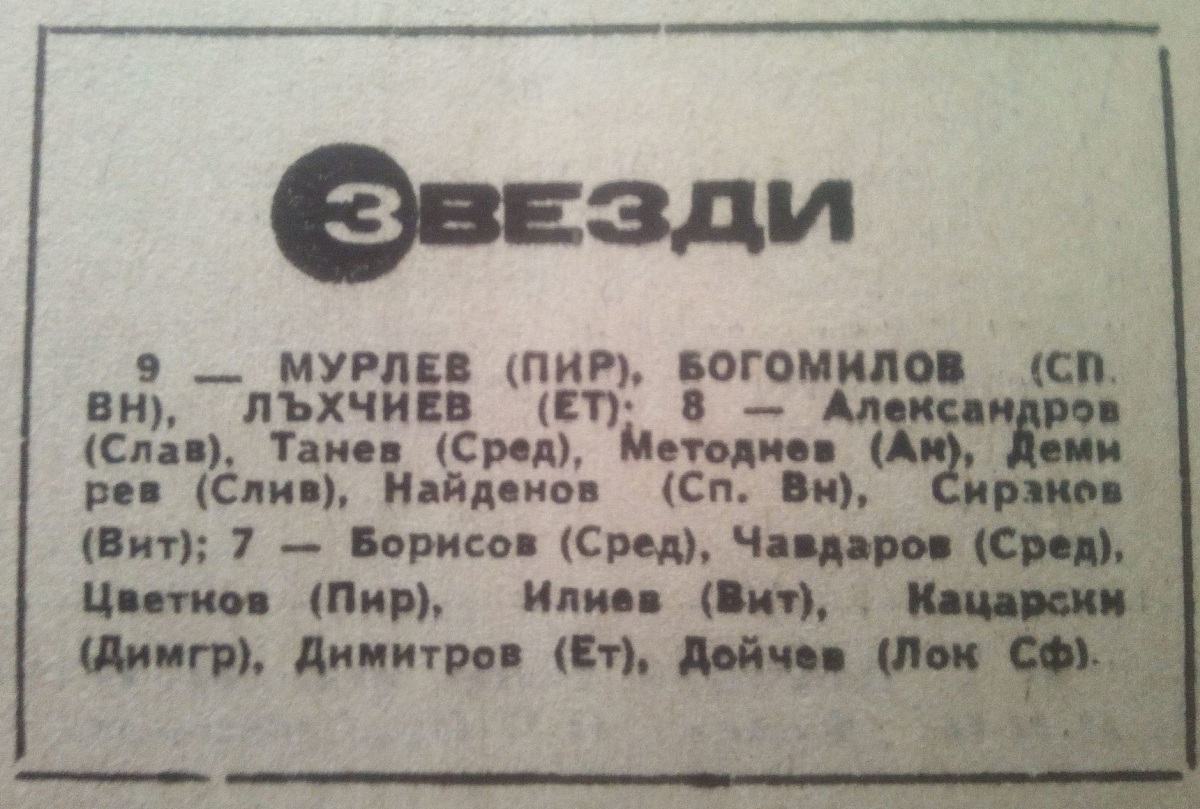 ЗВЕЗДИ
9 — МУРЛЕВ (ПИР), БОГОМИЛОВ (СП.
ВН), ЛЪХЧИЕВ (ЕТ); 8 — Александров
(Слав), Танев (Сред), Методиев (Ан), Деми
рев (Слив), Найденов (Сп. Вн), Сираков
(Вит); 7 — Борисов (Сред), Чавдаров (Сред),
Цветков (Пир), Илиев (Вит), Кацарски
(Димгр), Димитров (Ет), Дойчев (Лок Сф).